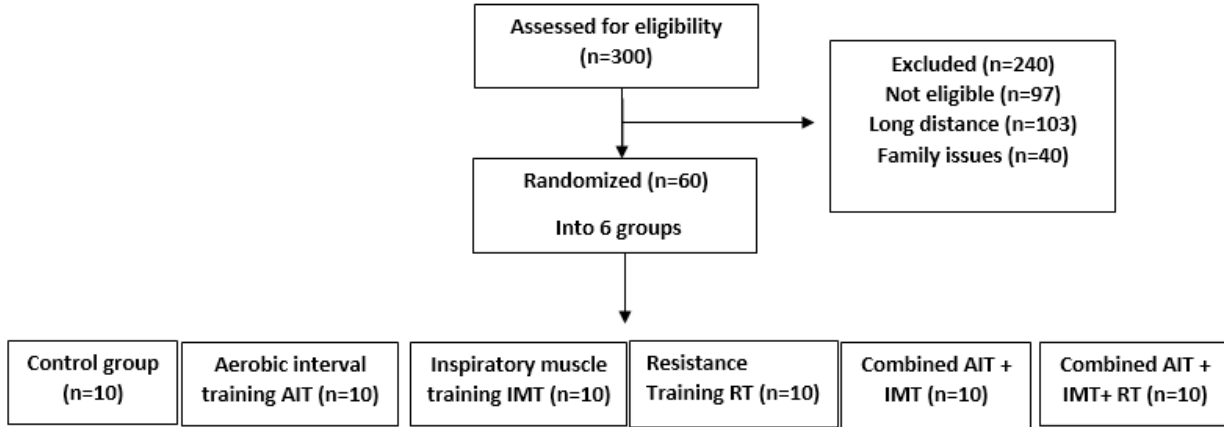 Assessed for eligibility
(n=300)
Excluded (n=240)
Not eligible (n=97)
Long distance (n=103)
Family issues (n=40)
Randomized (n=60)
Into 6 groups
Control group
(n=10)
Aerobic interval
training AIT (n=10)
Inspiratory muscle
training IMT (n=10)
Resistance
Training RT (n=10)
Combined AIT +
IMT (n=10)
Combined AIT +
IMT+ RT (n=10)